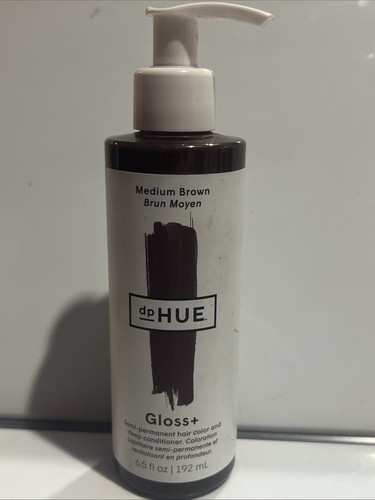 Medium Brown
Brun Moyen
dpHUE
Gloss+
Semi-permanent hair color and
deep conditioner. Coloration
capillaire semi-permanente et
revitalisant en profondeur.
6.5 fl oz | 192 mL